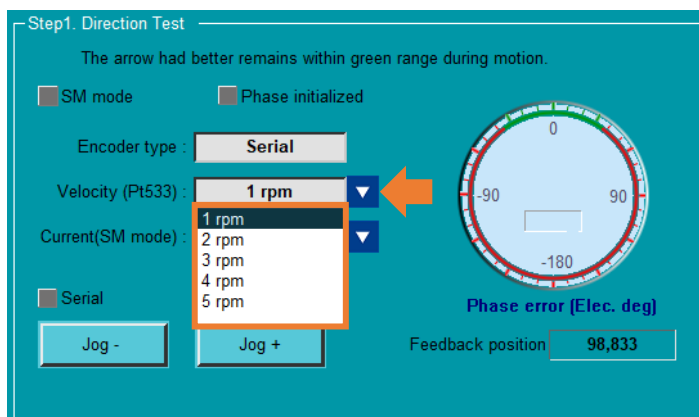 Step1. Direction Test
The arrow had better remains within green range during motion.
SM mode
Phase initialized
Encoder type :
Serial
Velocity (Pt533) :
1 rpm
1 rpm
2 rpm
3 rpm
4 rpm
5 rpm
Current(SM mode) :
Serial
Jog -
Jog +
0
-90
90
-180
Phase error (Elec. deg)
Feedback position
98,833